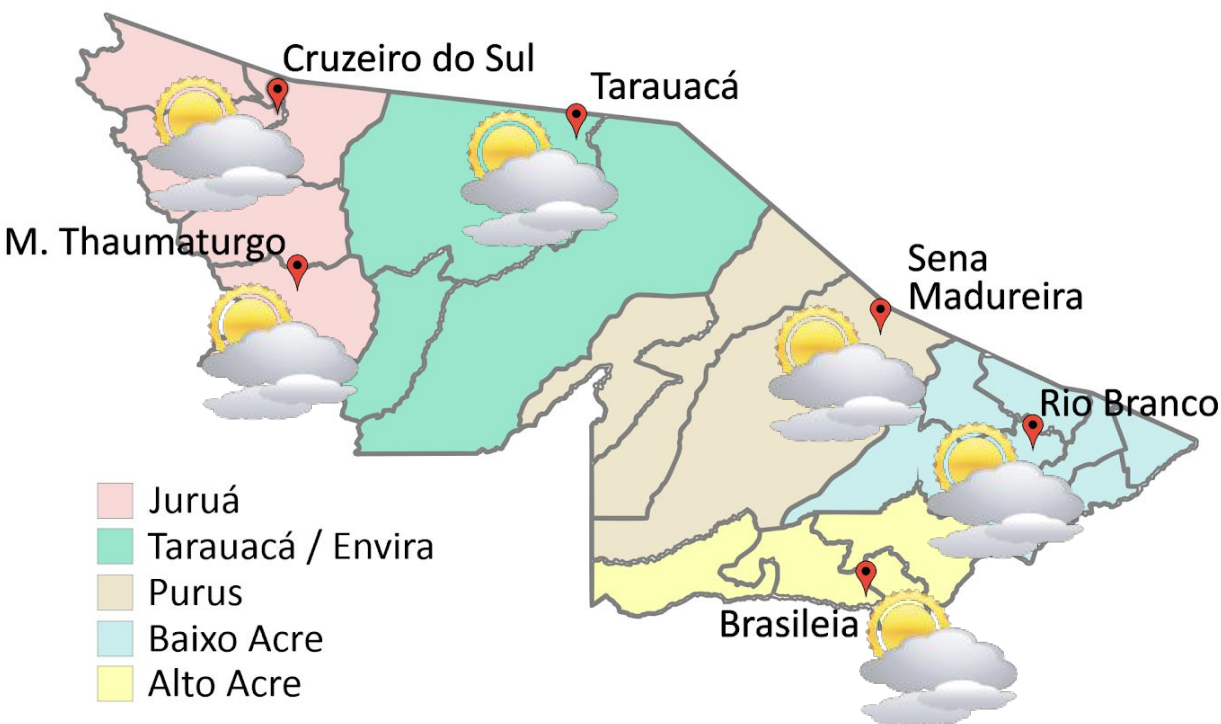 Cruzeiro do Sul
Tarauacá
M. Thaumaturgo
Sena
Madureira
Rio Branco
Brasileia
Juruá
Tarauacá / Envira
Purus
Baixo Acre
Alto Acre